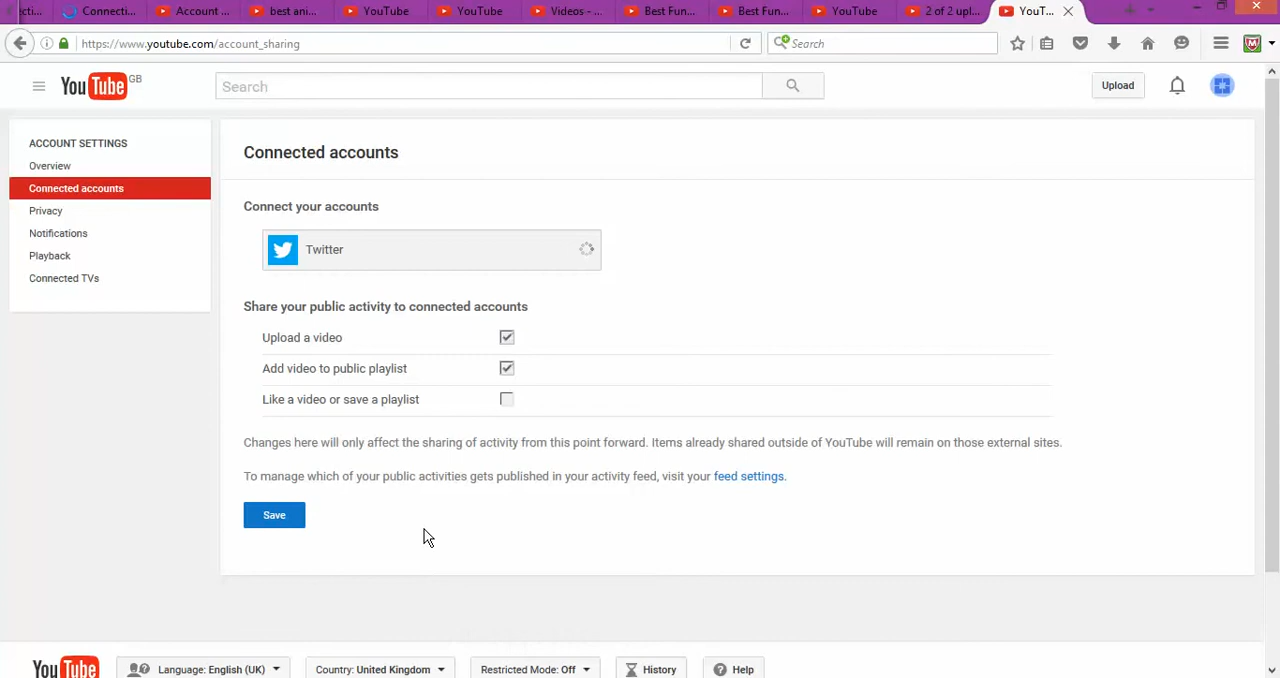 ecti...
Connecti...
Account ...
best ani...
YouTube
YouTube
Videos - ...
Best Fun...
Best Fun...
YouTube
2 of 2 upl...
YouT...
https://www.youtube.com/account_sharing
Search
YouTube GB
Search
Upload
ACCOUNT SETTINGS
Overview
Connected accounts
Privacy
Notifications
Playback
Connected TVs
Connected accounts
Connect your accounts
Twitter
Share your public activity to connected accounts
Upload a video
Add video to public playlist
Like a video or save a playlist
Changes here will only affect the sharing of activity from this point forward. Items already shared outside of YouTube will remain on those external sites.
To manage which of your public activities gets published in your activity feed, visit your feed settings.
Save
YouTube
Language: English (UK)
Country: United Kingdom
Restricted Mode: Off
History
Help